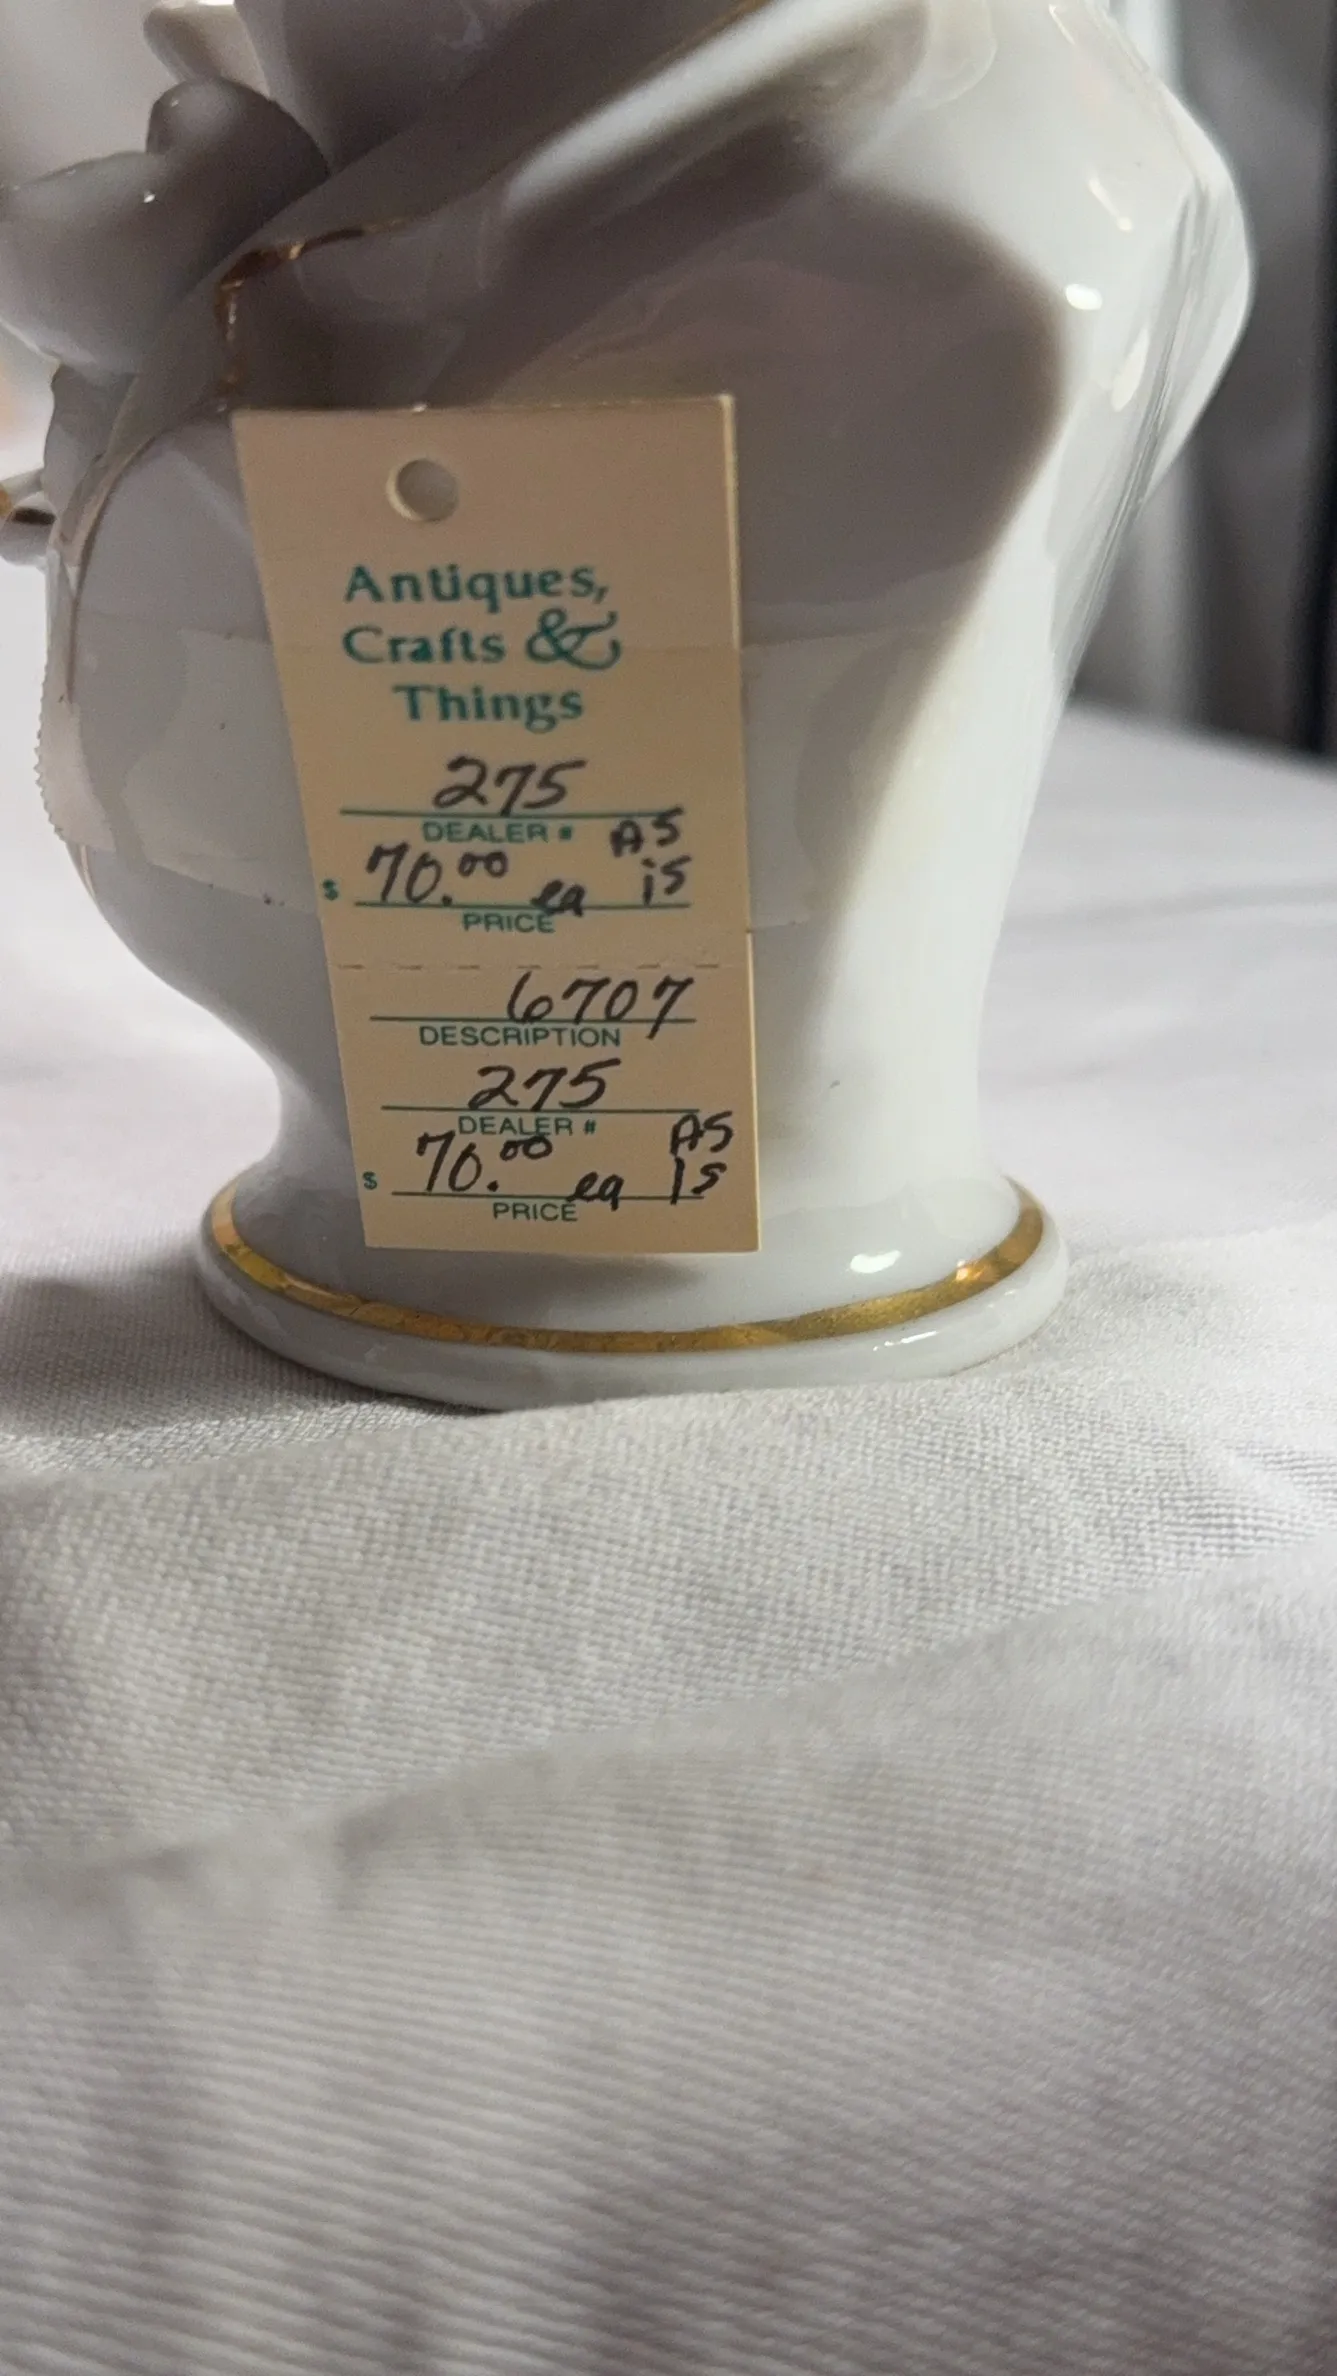 Antiques,
Crafts &
Things
275
DEALER # AS
$ 70.00 ea is
PRICE
6707
DESCRIPTION
275
DEALER # AS
$ 70.00 ea is
PRICE